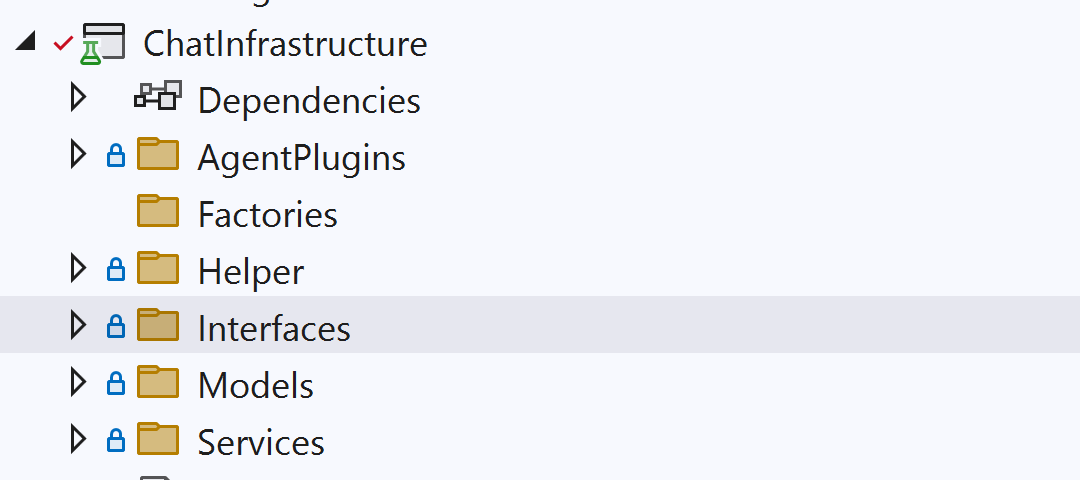 ChatInfrastructure
Dependencies
AgentPlugins
Factories
Helper
Interfaces
Models
Services